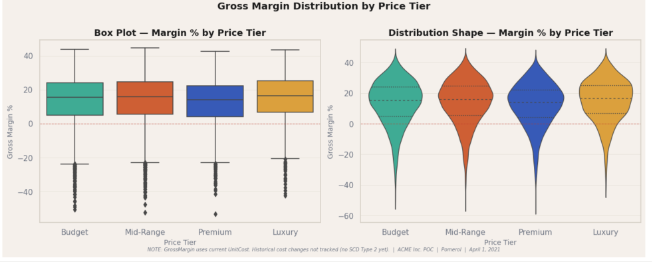 Gross Margin Distribution by Price Tier
Box Plot — Margin % by Price Tier
Gross Margin %
40
20
0
−20
−40
Budget
Mid-Range
Premium
Luxury
Price Tier
Distribution Shape — Margin % by Price Tier
Gross Margin %
60
40
20
0
−20
−40
−60
Budget
Mid-Range
Premium
Luxury
Price Tier
NOTE: GrossMargin uses current UnitCost. Historical cost changes not tracked (no SCD Type 2 yet). | ACME Inc. POC | Pomerol | April 1, 2021